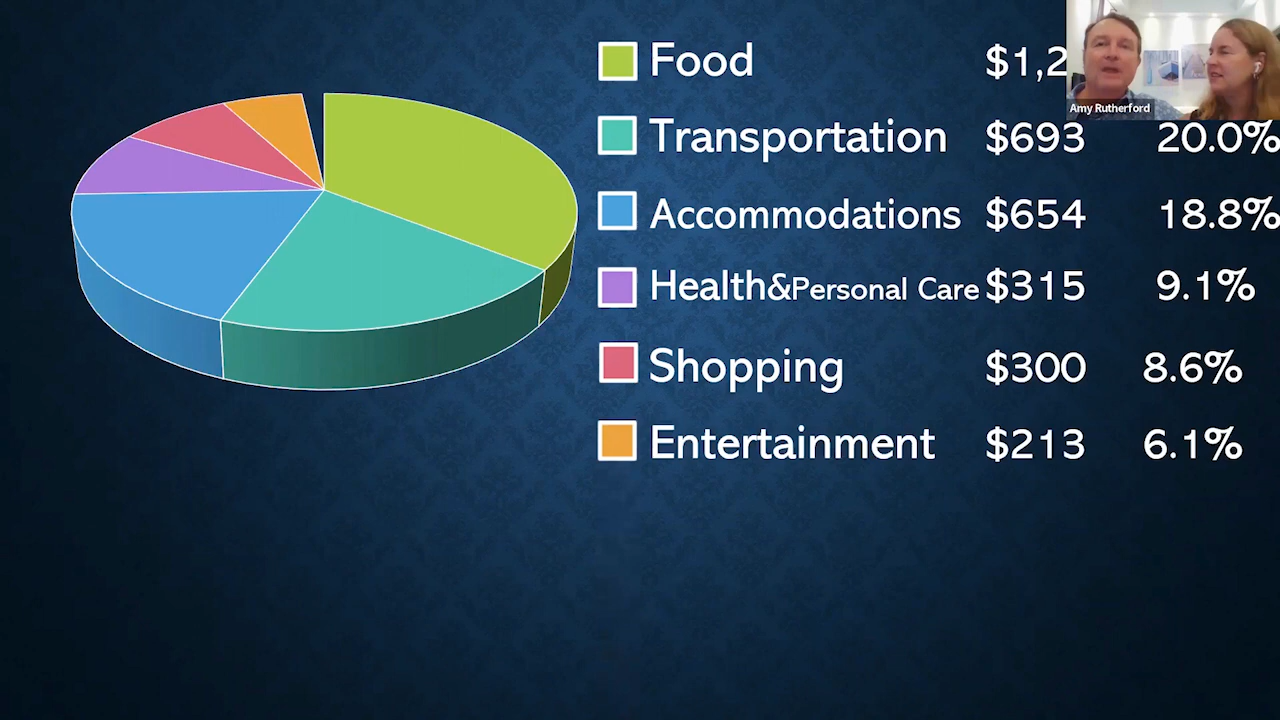 Food $1,2
Amy Rutherford
Transportation $693 20.0%
Accommodations $654 18.8%
Health&Personal Care $315 9.1%
Shopping $300 8.6%
Entertainment $213 6.1%